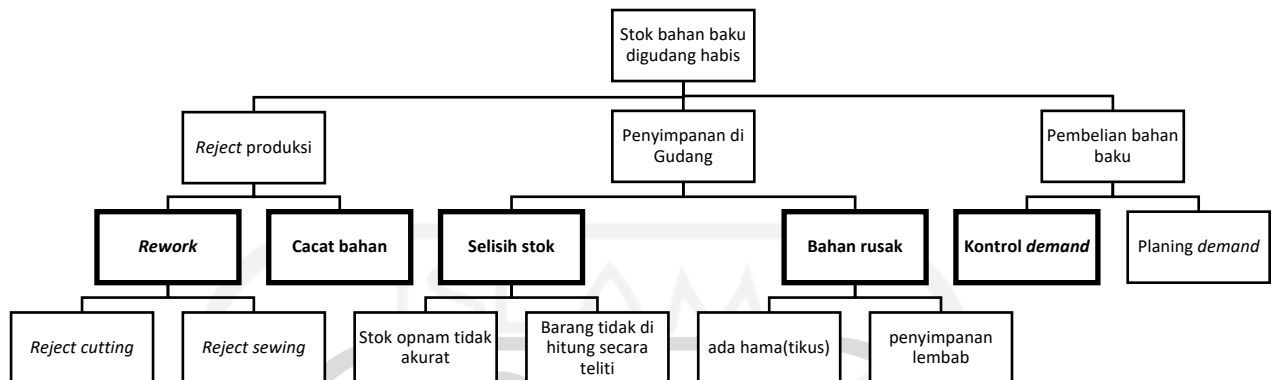 Stok bahan baku
digudang habis
Reject produksi
Penyimpanan di
Gudang
Pembelian bahan
baku
Rework
Cacat bahan
Selisih stok
Bahan rusak
Kontrol demand
Planing demand
Reject cutting
Reject sewing
Stok opnam tidak
akurat
Barang tidak di
hitung secara
teliti
ada hama(tikus)
penyimpanan
lembab
ISLAM